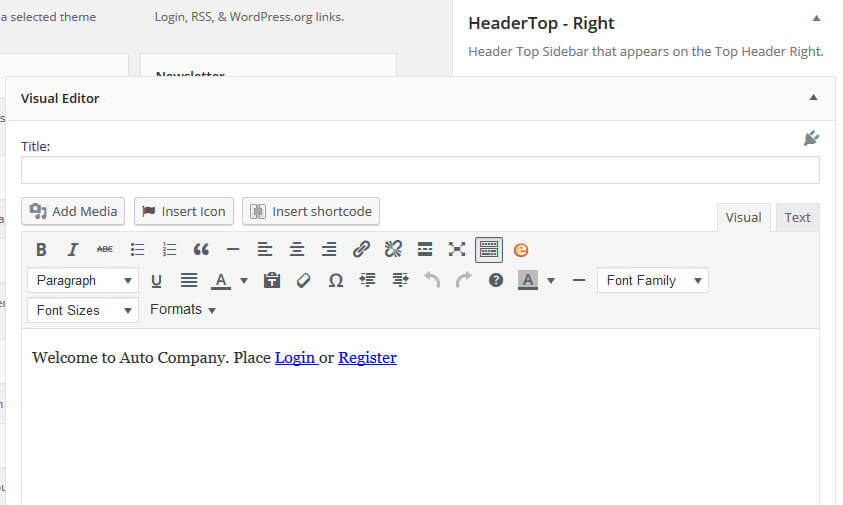 a selected theme
Login, RSS, & WordPress.org links.
HeaderTop - Right
Header Top Sidebar that appears on the Top Header Right.
Newsletter
Visual Editor
Title:
Add Media Insert Icon Insert shortcode Visual Text
B I ABC
Paragraph U A T Ω ? A Font Family
Font Sizes Formats
Welcome to Auto Company. Place Login or Register